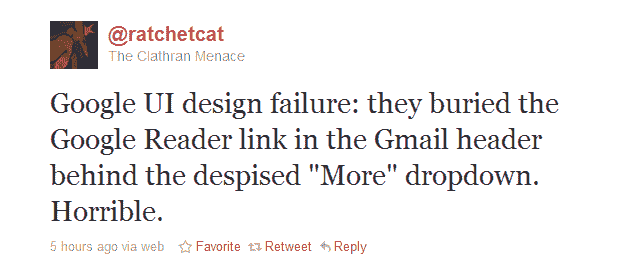 @ratchetcat
The Clathran Menace
Google UI design failure: they buried the
Google Reader link in the Gmail header
behind the despised "More" dropdown.
Horrible.
5 hours ago via web Favorite Retweet Reply